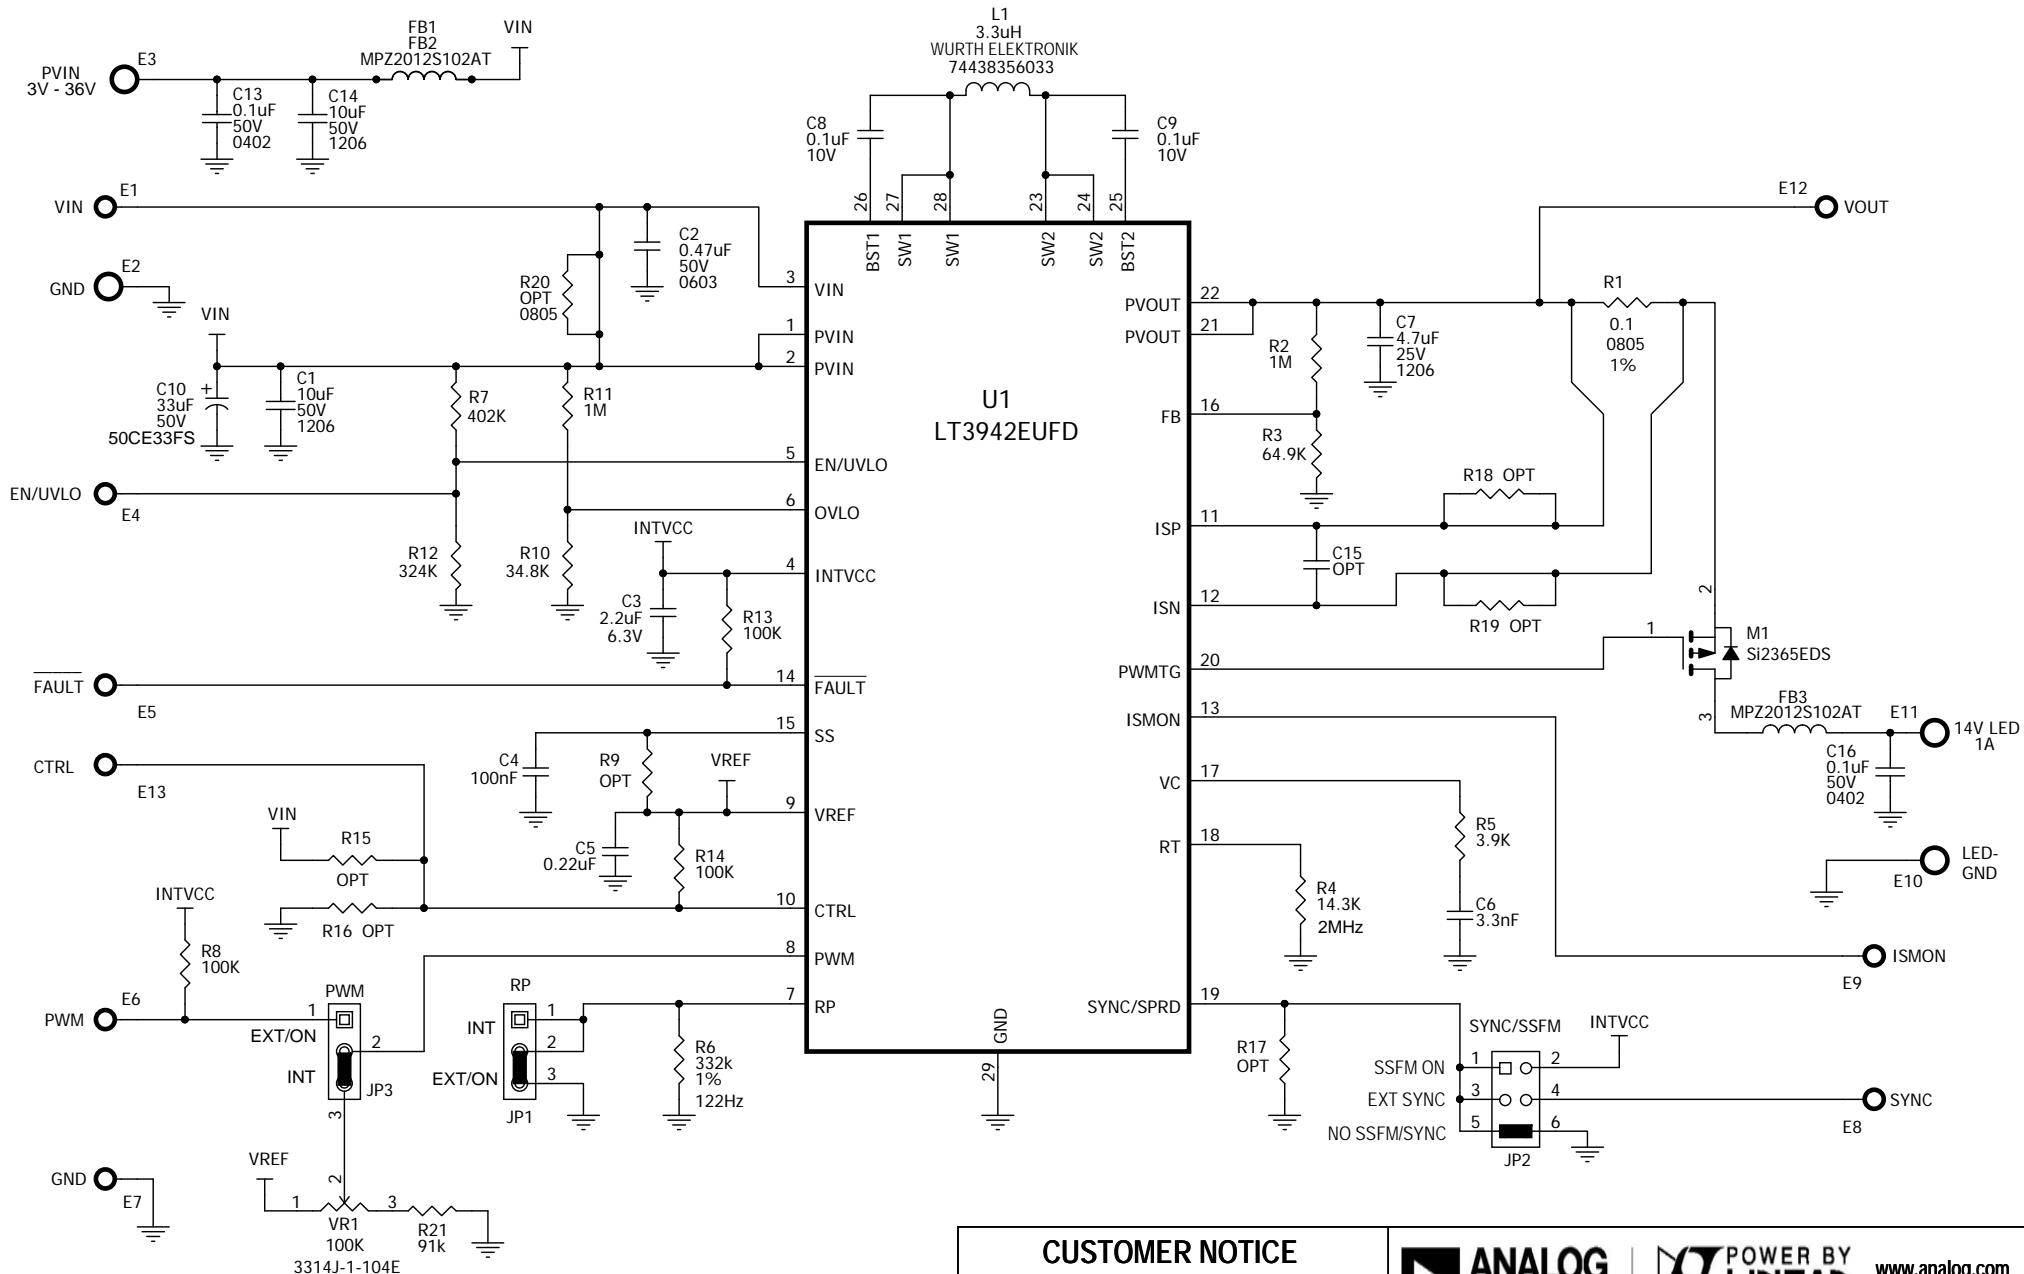 PVIN
3V - 36V
E3
FB1
FB2
MPZ2012S102AT
VIN
C13
0.1uF
50V
0402
C14
10uF
50V
1206
L1
3.3uH
WURTH ELEKTRONIK
74438356033
C8
0.1uF
10V
C9
0.1uF
10V
26
27
28
23
24
25
BST1
SW1
SW1
SW2
SW2
BST2
VIN
E1
GND
E2
VIN
R20
OPT
0805
C2
0.47uF
50V
0603
3
VIN
1
PVIN
2
PVIN
C10
+
33uF
50V
50CE33FS
C1
10uF
50V
1206
R7
402K
R11
1M
5
EN/UVLO
EN/UVLO
E4
6
OVLO
R12
324K
R10
34.8K
INTVCC
4
INTVCC
C3
2.2uF
6.3V
R13
100K
FAULT
E5
14
FAULT
15
SS
C4
100nF
R9
OPT
VREF
CTRL
E13
9
VREF
C5
0.22uF
R14
100K
VIN
R15
OPT
R16 OPT
10
CTRL
INTVCC
R8
100K
8
PWM
PWM
E6
PWM
1
EXT/ON
2
INT
JP3
3
RP
1
INT
2
EXT/ON
3
JP1
7
RP
R6
332k
1%
122Hz
GND
E7
VREF
1
2
3
VR1
100K
3314J-1-104E
R21
91k
U1
LT3942EUFD
GND
29
PVOUT
22
PVOUT
21
R2
1M
C7
4.7uF
25V
1206
R1
0.1
0805
1%
E12
VOUT
FB
16
R3
64.9K
R18 OPT
ISP
11
C15
OPT
ISN
12
R19 OPT
PWMTG
20
1
2
M1
Si2365EDS
3
FB3
MPZ2012S102AT
E11
14V LED
1A
C16
0.1uF
50V
0402
ISMON
13
VC
17
R5
3.9K
C6
3.3nF
RT
18
R4
14.3K
2MHz
LED-
GND
E10
ISMON
E9
SYNC/SPRD
19
R17
OPT
SYNC/SSFM
INTVCC
SSFM ON
1
2
EXT SYNC
3
4
NO SSFM/SYNC
5
6
JP2
SYNC
E8
CUSTOMER NOTICE
ANALOG
POWER BY
LINEAR
www.analog.com